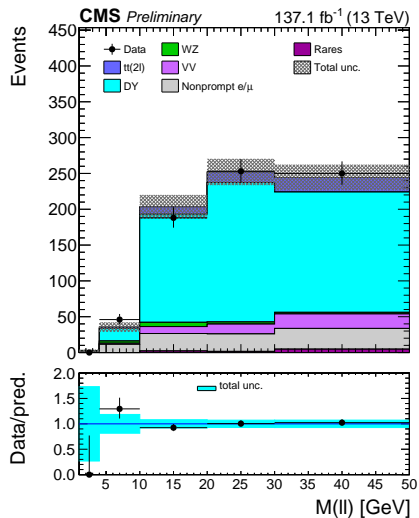 CMS Preliminary 137.1 fb⁻¹ (13 TeV)
Events
450
400
350
300
250
200
150
100
50
0
Data
WZ
Rares
tt(2l)
VV
Total unc.
DY
Nonprompt e/μ
Data/pred.
2.0
1.5
1.0
0.5
0.0
total unc.
5 10 15 20 25 30 35 40 45 50
M(ll) [GeV]